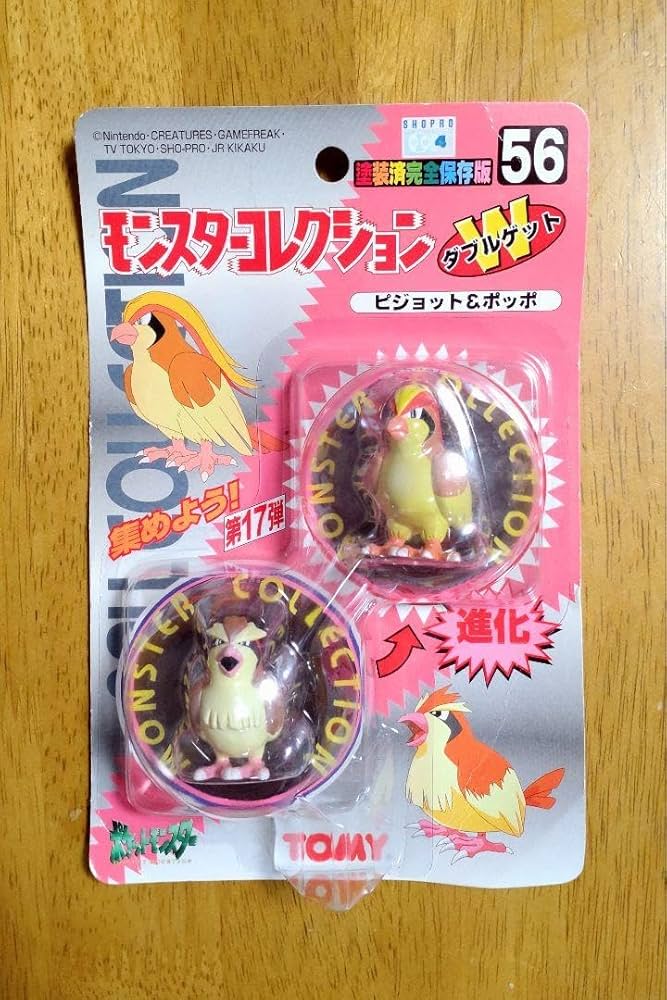 ©Nintendo・CREATURES・GAMEFREAK・
TV TOKYO・SHO-PRO・JR KIKAKU
SHOPRO
4
塗装済完全保存版
56
モンスターコレクション
W
ダブルゲット
ピジョット&ポッポ
MONSTER COLLECTION
集めよう!
第17弾
進化
MONSTER COLLECTION
ポケットモンスター
TOMY